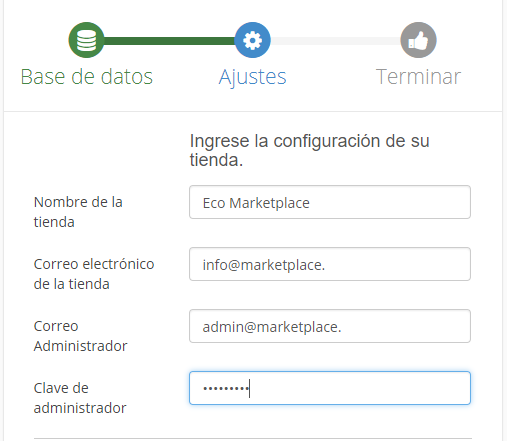 Base de datos Ajustes Terminar
Ingrese la configuración de su
tienda.
Nombre de la
tienda
Eco Marketplace
Correo electrónico
de la tienda
info@marketplace.
Correo
Administrador
admin@marketplace.
Clave de
administrador
•••••••••